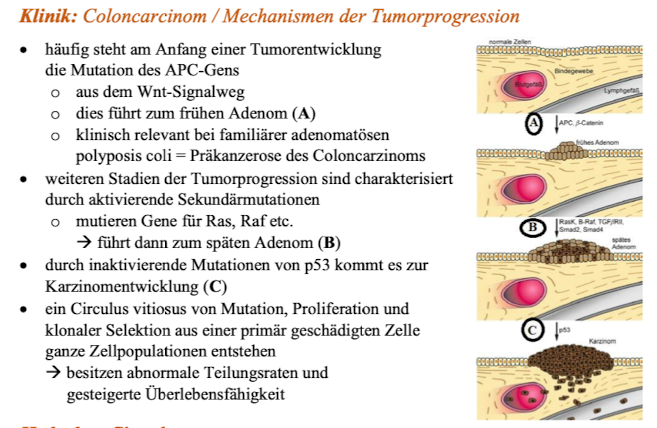 Klinik: Coloncarcinom / Mechanismen der Tumorprogression
• häufig steht am Anfang einer Tumorentwicklung
die Mutation des APC-Gens
o aus dem Wnt-Signalweg
o dies führt zum frühen Adenom (A)
o klinisch relevant bei familiärer adenomatösen
polyposis coli = Präkanzerose des Coloncarzinoms
• weiteren Stadien der Tumorprogression sind charakterisiert
durch aktivierende Sekundärmutationen
o mutieren Gene für Ras, Raf etc.
→ führt dann zum späten Adenom (B)
• durch inaktivierende Mutationen von p53 kommt es zur
Karzinomentwicklung (C)
• ein Circulus vitiosus von Mutation, Proliferation und
klonaler Selektion aus einer primär geschädigten Zelle
ganze Zellpopulationen entstehen
→ besitzen abnormale Teilungsraten und
gesteigerte Überlebensfähigkeit
normale Zellen
Bindegewebe
Blutgefäß
Lymphgefäß
A
APC, β-Catenin
frühes Adenom
B
RasK, B-Raf, TGFβRII,
Smad2, Smad4
spätes
Adenom
C
p53
Karzinom